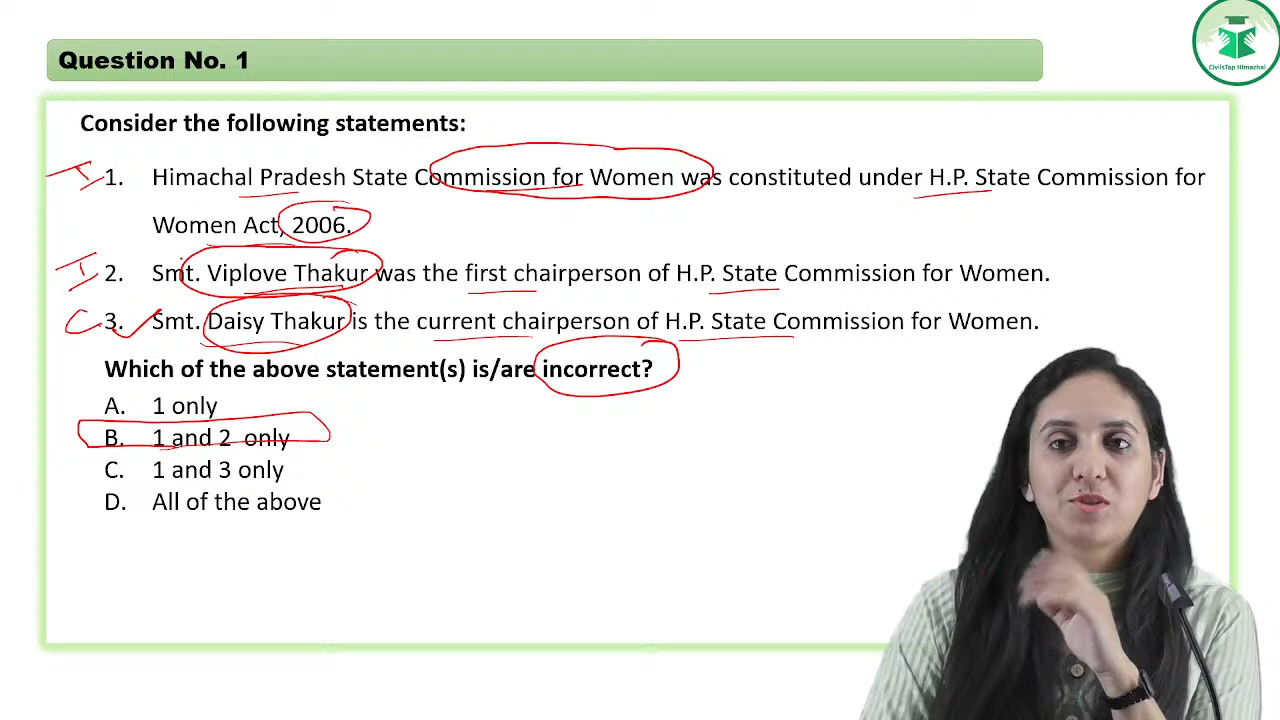 Question No. 1
CivilsTap Himachal
Consider the following statements:
I 1. Himachal Pradesh State Commission for Women was constituted under H.P. State Commission for
Women Act, 2006.
I 2. Smt. Viplove Thakur was the first chairperson of H.P. State Commission for Women.
C 3. Smt. Daisy Thakur is the current chairperson of H.P. State Commission for Women.
Which of the above statement(s) is/are incorrect?
A. 1 only
B. 1 and 2 only
C. 1 and 3 only
D. All of the above